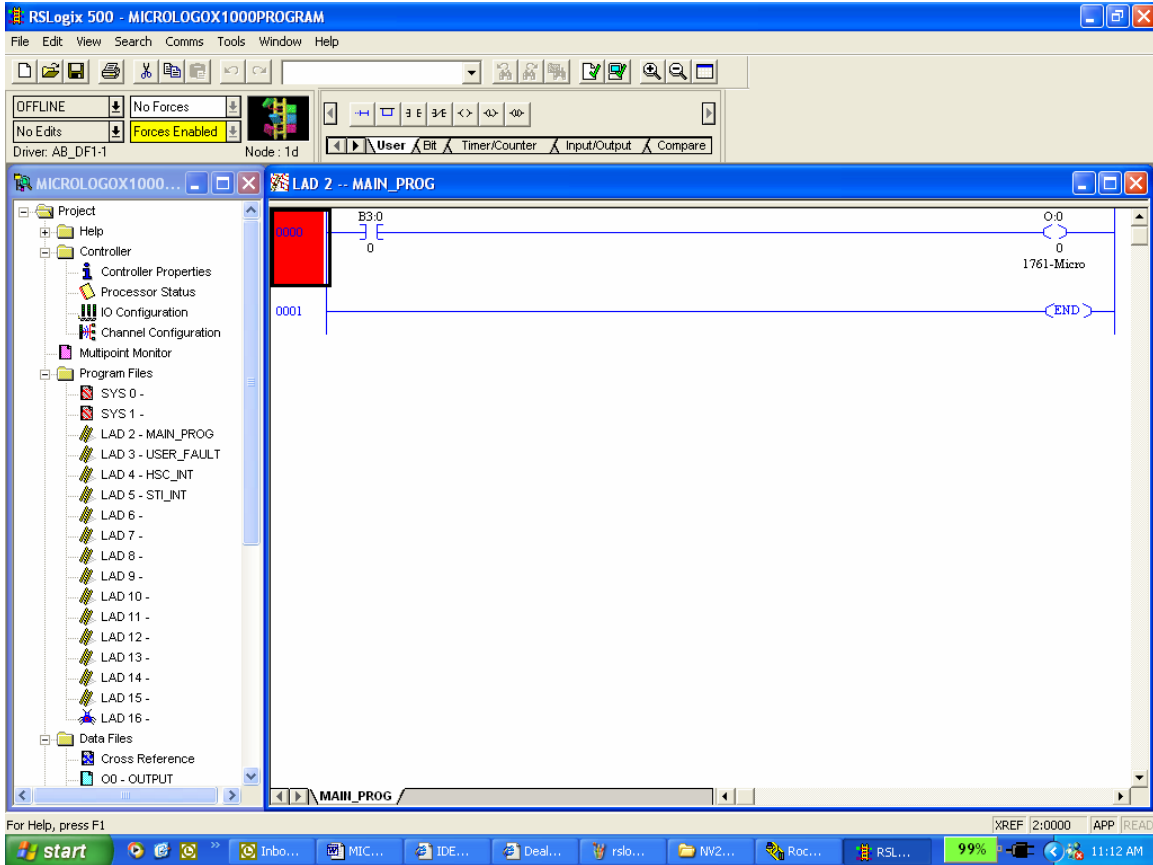 RSLogix 500 - MICROLOGOX1000PROGRAM
File Edit View Search Comms Tools Window Help
OFFLINE No Forces
No Edits Forces Enabled
Driver: AB_DF1-1 Node : 1d
User Bit Timer/Counter Input/Output Compare
MICROLOGOX1000...
Project
Help
Controller
Controller Properties
Processor Status
IO Configuration
Channel Configuration
Multipoint Monitor
Program Files
SYS 0 -
SYS 1 -
LAD 2 - MAIN_PROG
LAD 3 - USER_FAULT
LAD 4 - HSC_INT
LAD 5 - STI_INT
LAD 6 -
LAD 7 -
LAD 8 -
LAD 9 -
LAD 10 -
LAD 11 -
LAD 12 -
LAD 13 -
LAD 14 -
LAD 15 -
LAD 16 -
Data Files
Cross Reference
O0 - OUTPUT
LAD 2 -- MAIN_PROG
B3:0 O:0
0000
0 0
1761-Micro
0001 END
MAIN_PROG
For Help, press F1
XREF 2:0000 APP READ
start Inbo... MIC... IDE... Deal... rslo... NV2... Roc... RSL... 99% 11:12 AM